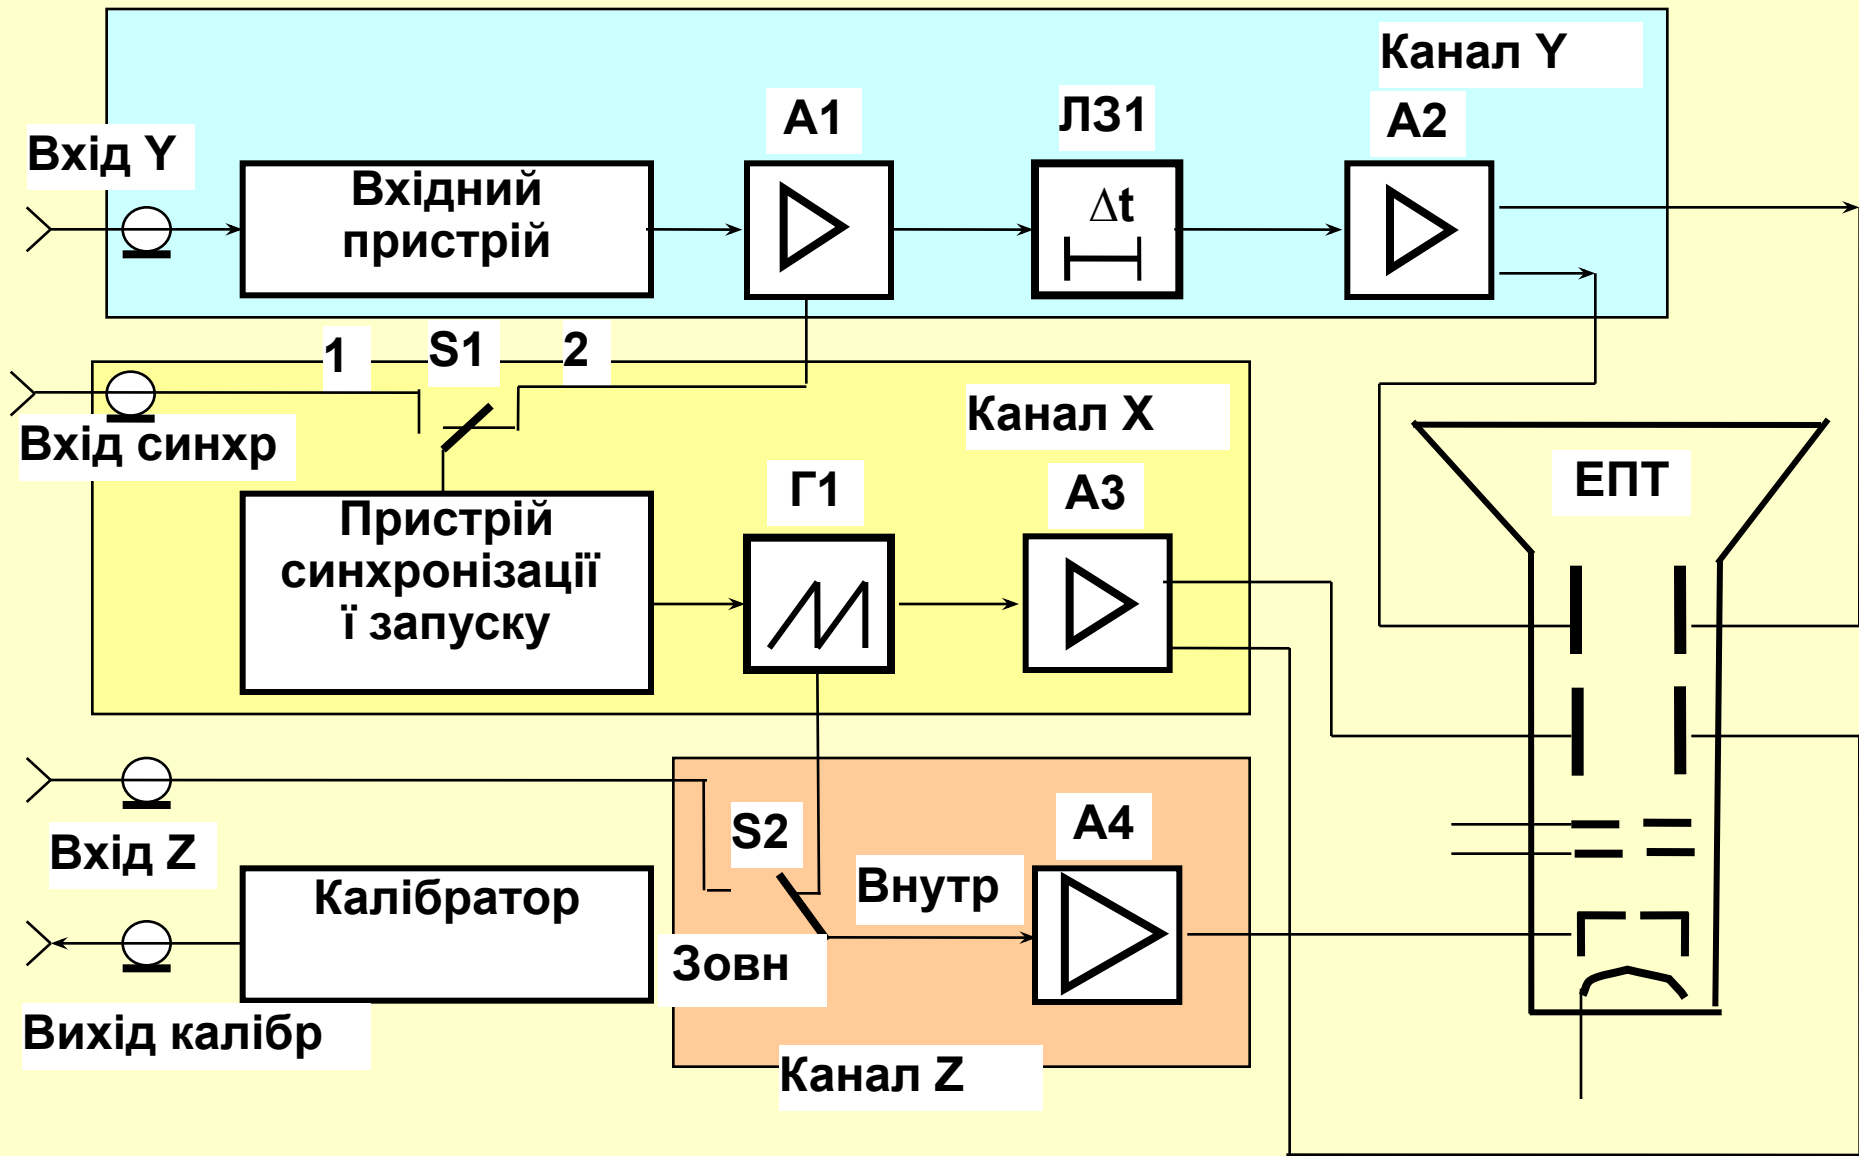 Канал Y
А1
ЛЗ1
А2
Вхід Y
Вхідний
пристрій
Δt
1
S1
2
Вхід синхр
Канал X
ЕПТ
Г1
А3
Пристрій
синхронізації
ї запуску
S2
А4
Вхід Z
Внутр
Калібратор
Зовн
Вихід калібр
Канал Z